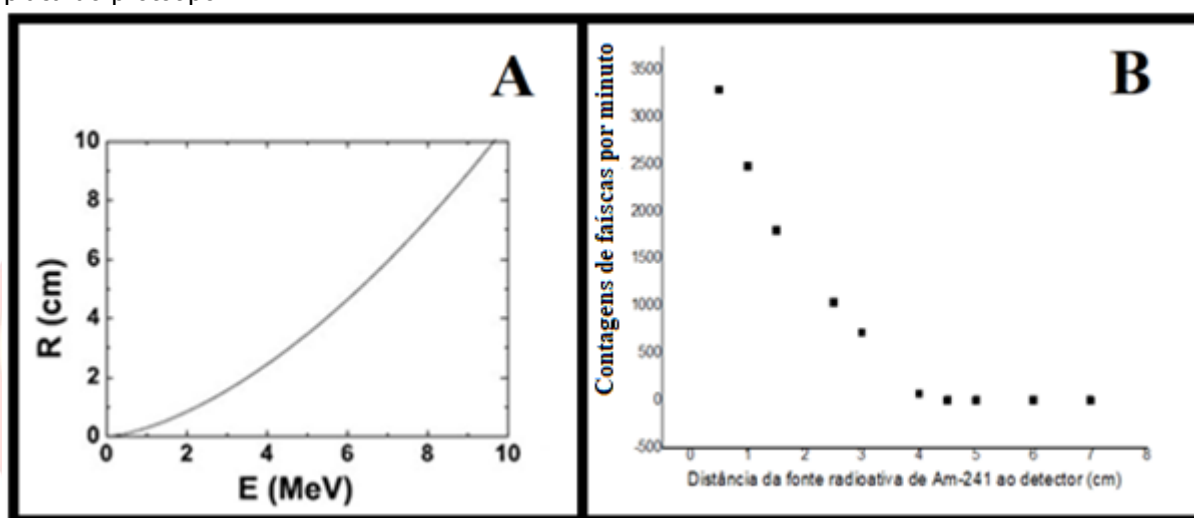 A
10
8
6
4
2
0
R (cm)
0 2 4 6 8 10
E (MeV)
B
Contagens de faíscas por minuto
3500
3000
2500
2000
1500
1000
500
0
-500
0 1 2 3 4 5 6 7 8
Distância da fonte radioativa de Am-241 ao detector (cm)